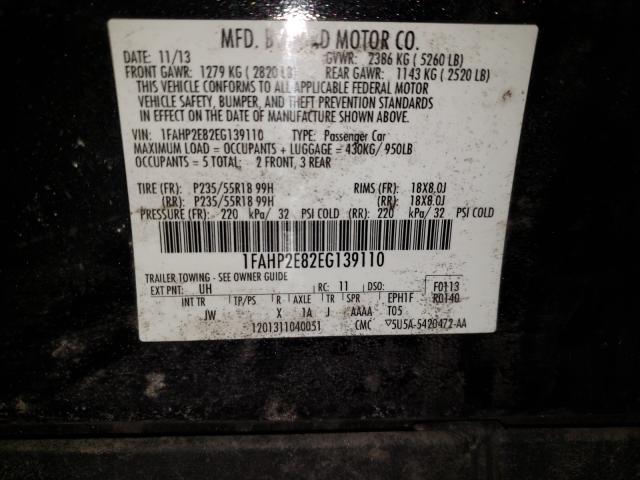 MFD. B D MOTOR CO.
DATE: 11/13 GVWR: 2386 KG ( 5260 LB)
FRONT GAWR: 1279 KG ( 2820 LB) REAR GAWR: 1143 KG ( 2520 LB)
THIS VEHICLE CONFORMS TO ALL APPLICABLE FEDERAL MOTOR
VEHICLE SAFETY, BUMPER, AND THEFT PREVENTION STANDARDS
IN EFFECT ON THE DATE OF MANUFACTURE SHOWN ABOVE.
VIN: 1FAHP2E82EG139110 TYPE: Passenger Car
MAXIMUM LOAD = OCCUPANTS + LUGGAGE = 430KG/ 950LB
OCCUPANTS = 5 TOTAL: 2 FRONT, 3 REAR
TIRE (FR): P235/55R18 99H RIMS (FR): 18X8.0J
(RR): P235/55R18 99H (RR): 18X8.0J
PRESSURE (FR): 220 kPa/ 32 PSI COLD (RR): 220 kPa/ 32 PSI COLD
1FAHP2E82EG139110
TRAILER TOWING - SEE OWNER GUIDE
EXT PNT: UH RC: 11 DSO: F0113
INT TR TP/PS R AXLE TR SPR EPH1F R0140
JW X 1A J AAAA T05
1201311040051 CMC ▽5U5A-5420472-AA